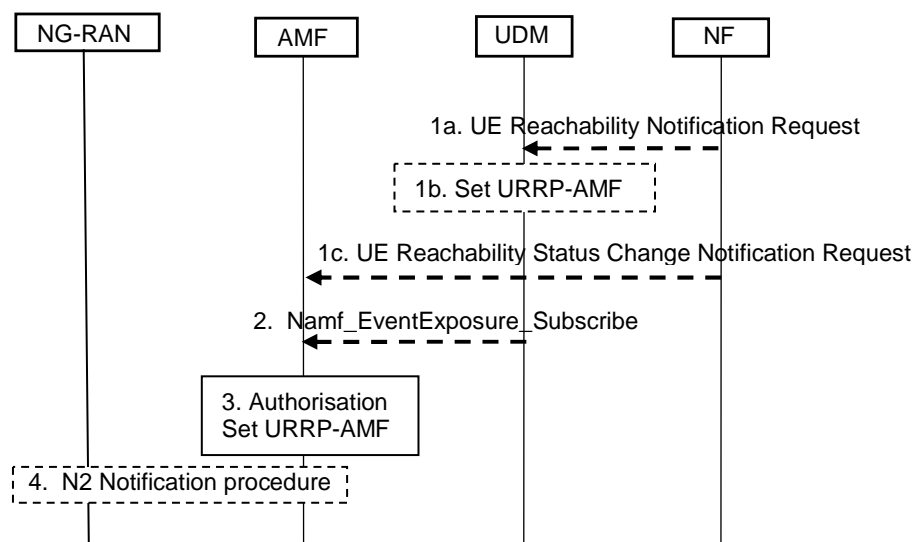 NG-RAN
AMF
UDM
NF
1a. UE Reachability Notification Request
1b. Set URRP-AMF
1c. UE Reachability Status Change Notification Request
2. Namf_EventExposure_Subscribe
3. Authorisation
Set URRP-AMF
4. N2 Notification procedure